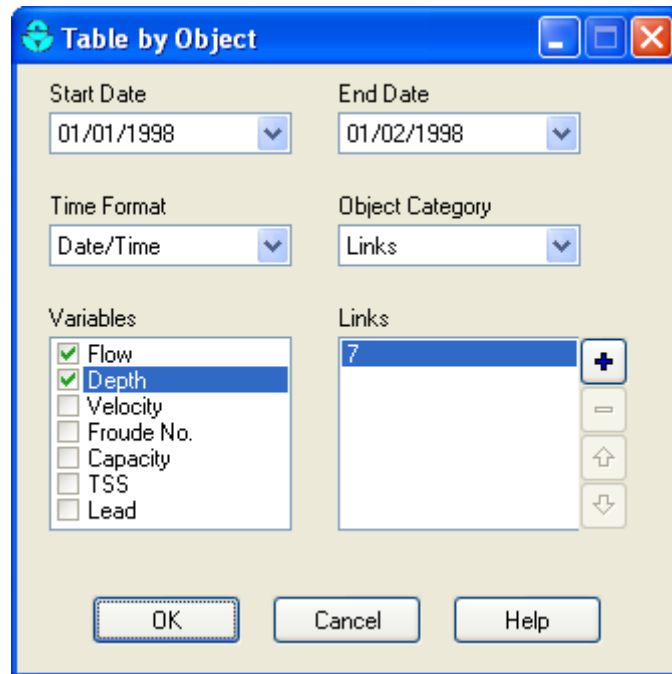 Table by Object
Start Date
End Date
01/01/1998
01/02/1998
Time Format
Object Category
Date/Time
Links
Variables
Links
Flow
Depth
Velocity
Froude No.
Capacity
TSS
Lead
7
OK
Cancel
Help